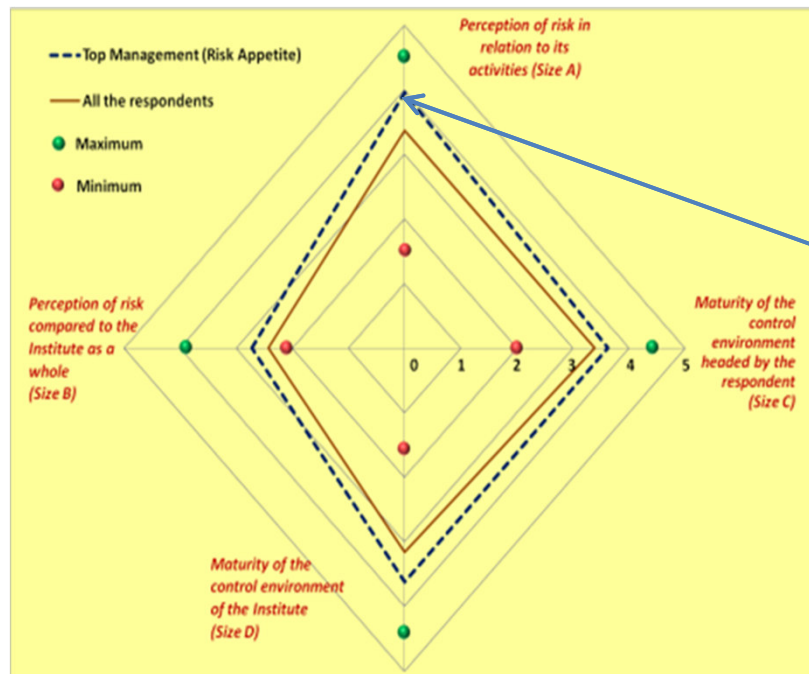 Top Management (Risk Appetite)
All the respondents
Maximum
Minimum
Perception of risk in
relation to its
activities (Size A)
Perception of risk
compared to the
Institute as a
whole
(Size B)
Maturity of the
control
environment
headed by the
respondent
(Size C)
0 1 2 3 4 5
Maturity of the
control environment
of the Institute
(Size D)